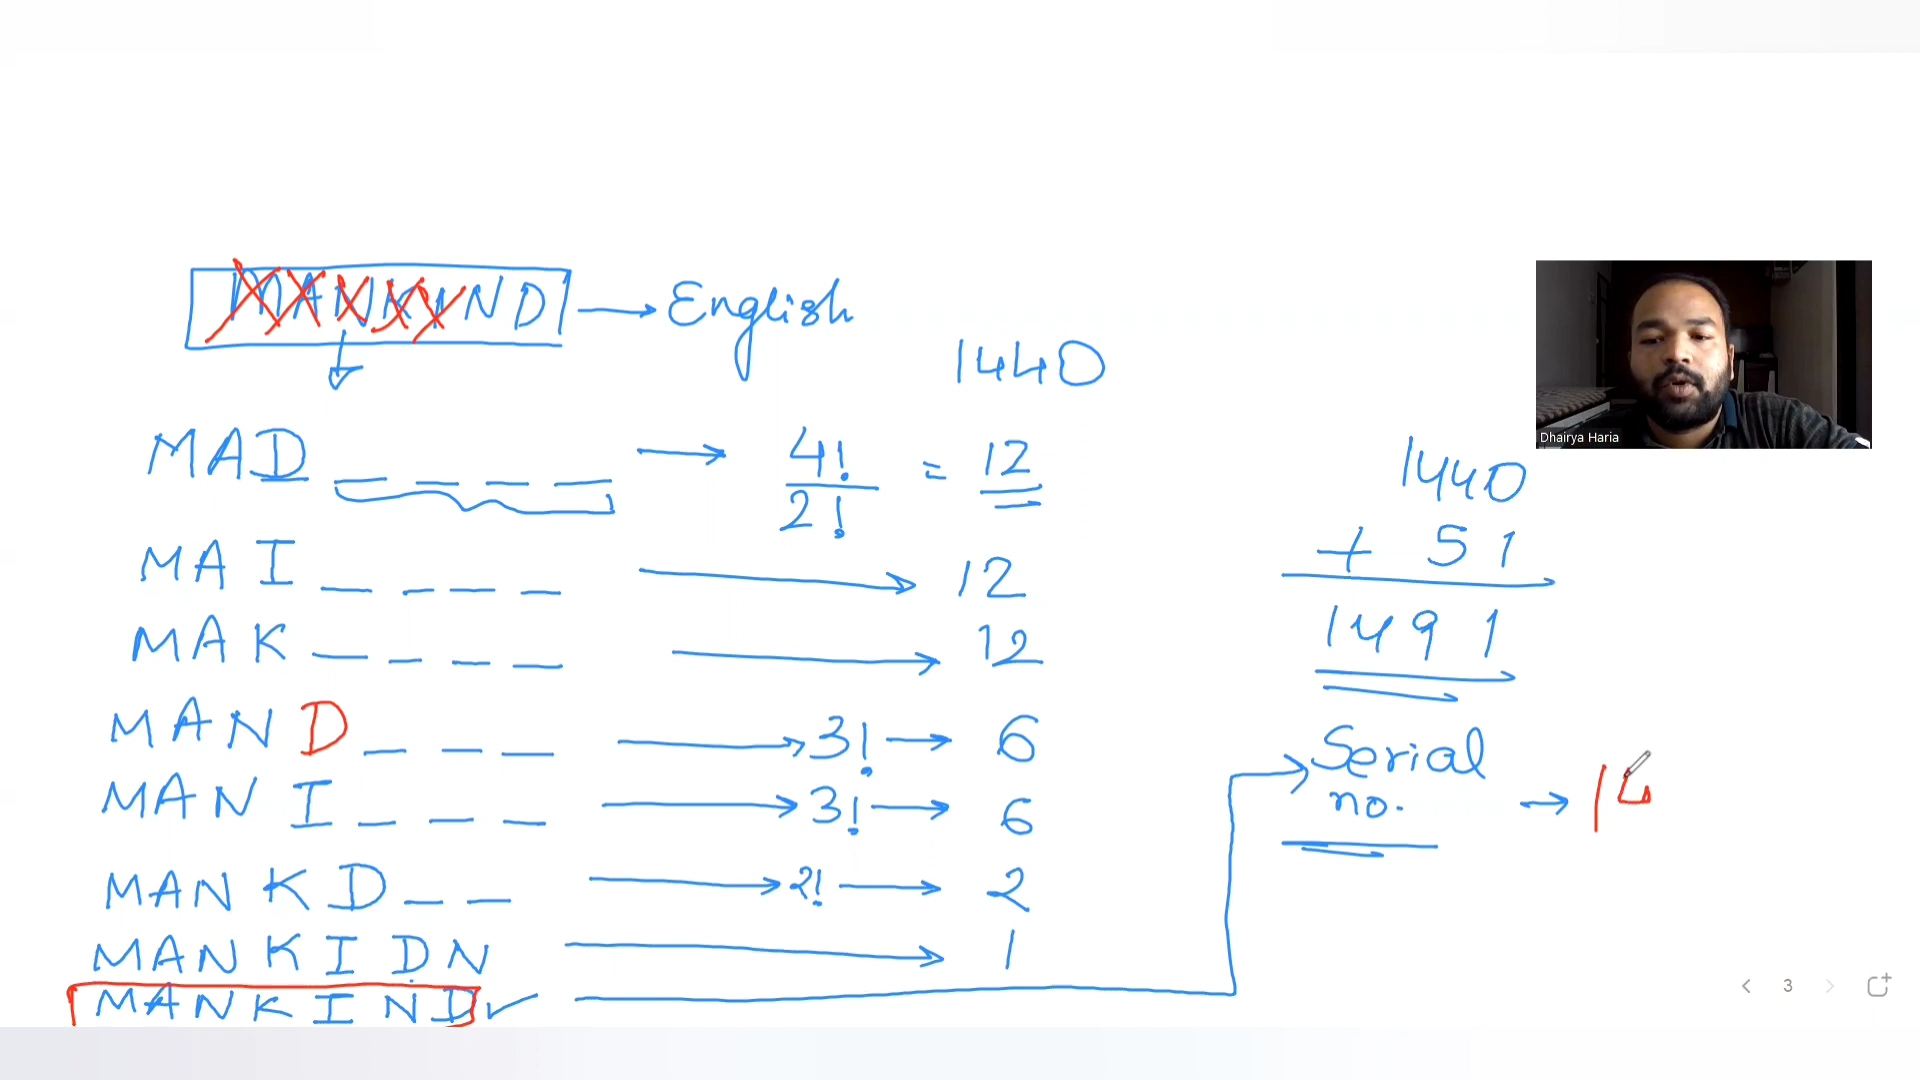 MANKIND → English
1440
MAD _ _ _ _ → 4!/2! = 12
MAI _ _ _ _ → 12
MAK _ _ _ _ → 12
MAND _ _ _ → 3! → 6
MANI _ _ _ → 3! → 6
MANKD _ _ → 2! → 2
MANKIDN → 1
MANKIND ✓
Dhairya Haria
1440
+ 51
1491
Serial
no. → 14
3